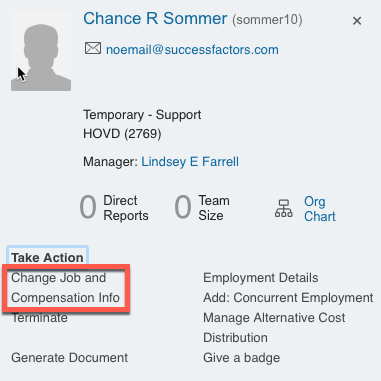 Chance R Sommer (sommer10)
noemail@successfactors.com
Temporary - Support
HOVD (2769)
Manager: Lindsey E Farrell
0 Direct Reports
0 Team Size
Org Chart
Take Action
Change Job and
Compensation Info
Terminate
Generate Document
Employment Details
Add: Concurrent Employment
Manage Alternative Cost
Distribution
Give a badge